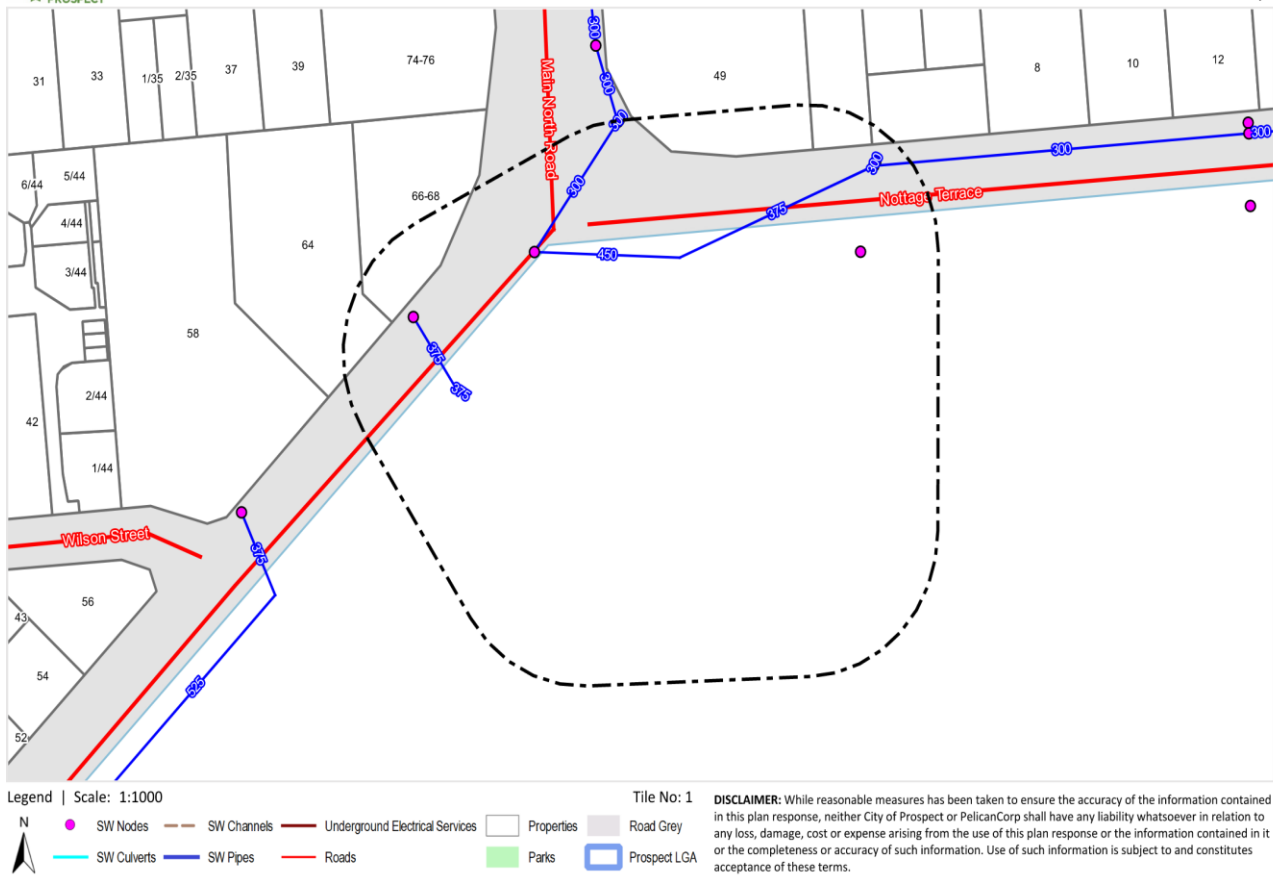 PROSPECT
300
31
33
1/35
2/35
37
39
74-76
Main North Road
300
49
8
10
12
300
300
300
300
6/44
5/44
4/44
3/44
66-68
64
300
375
Nottage Terrace
450
58
375
375
2/44
42
1/44
Wilson Street
375
56
43
54
525
52
Legend | Scale: 1:1000
Tile No: 1
N
SW Nodes
SW Channels
Underground Electrical Services
Properties
Road Grey
SW Culverts
SW Pipes
Roads
Parks
Prospect LGA
DISCLAIMER: While reasonable measures has been taken to ensure the accuracy of the information contained
in this plan response, neither City of Prospect or PelicanCorp shall have any liability whatsoever in relation to
any loss, damage, cost or expense arising from the use of this plan response or the information contained in it
or the completeness or accuracy of such information. Use of such information is subject to and constitutes
acceptance of these terms.